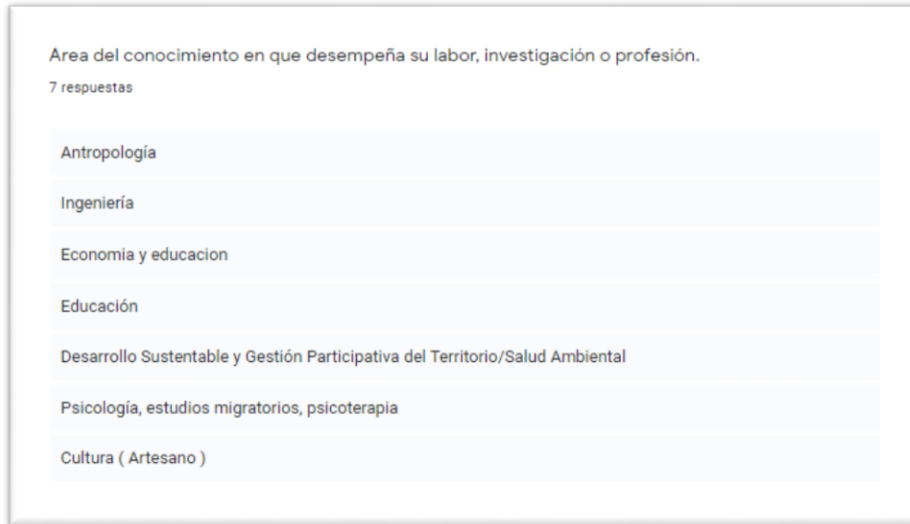 Area del conocimiento en que desempeña su labor, investigación o profesión.
7 respuestas
Antropología
Ingeniería
Economia y educacion
Educación
Desarrollo Sustentable y Gestión Participativa del Territorio/Salud Ambiental
Psicología, estudios migratorios, psicoterapia
Cultura ( Artesano )